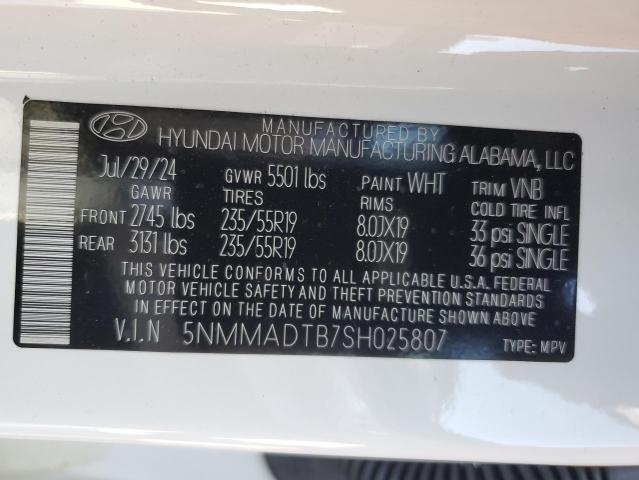 MANUFACTURED BY
HYUNDAI MOTOR MANUFACTURING ALABAMA, LLC
Jul/29/24 GVWR 5501 lbs PAINT WHT TRIM VNB
GAWR TIRES RIMS COLD TIRE INFL
FRONT 2745 lbs 235/55R19 8.0JX19 33 psi SINGLE
REAR 3131 lbs 235/55R19 8.0JX19 36 psi SINGLE
THIS VEHICLE CONFORMS TO ALL APPLICABLE U.S.A. FEDERAL
MOTOR VEHICLE SAFETY AND THEFT PREVENTION STANDARDS
IN EFFECT ON THE DATE OF MANUFACTURE SHOWN ABOVE.
V.I.N 5NMMADTB7SH025807 TYPE: MPV